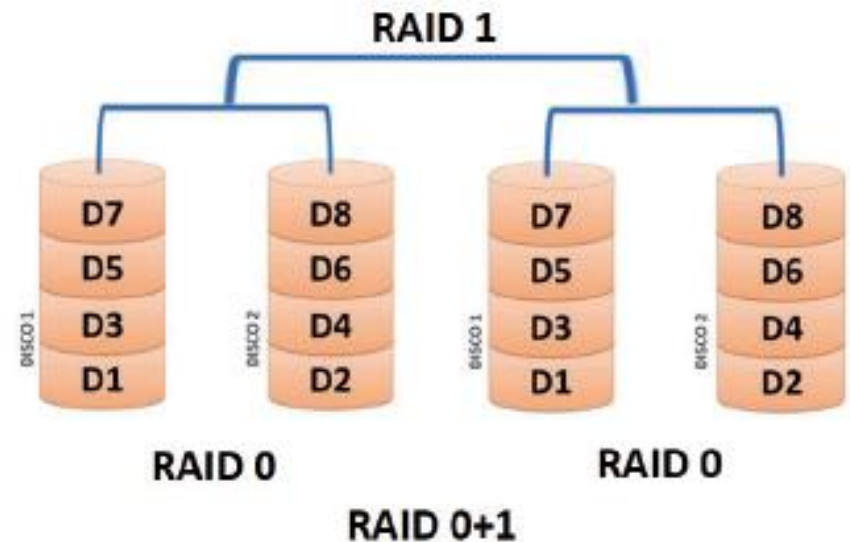 RAID 1
D7 D8 D7 D8
D5 D6 D5 D6
D3 D4 D3 D4
D1 D2 D1 D2
DISCO 1
DISCO 2
DISCO 1
DISCO 2
RAID 0 RAID 0
RAID 0+1